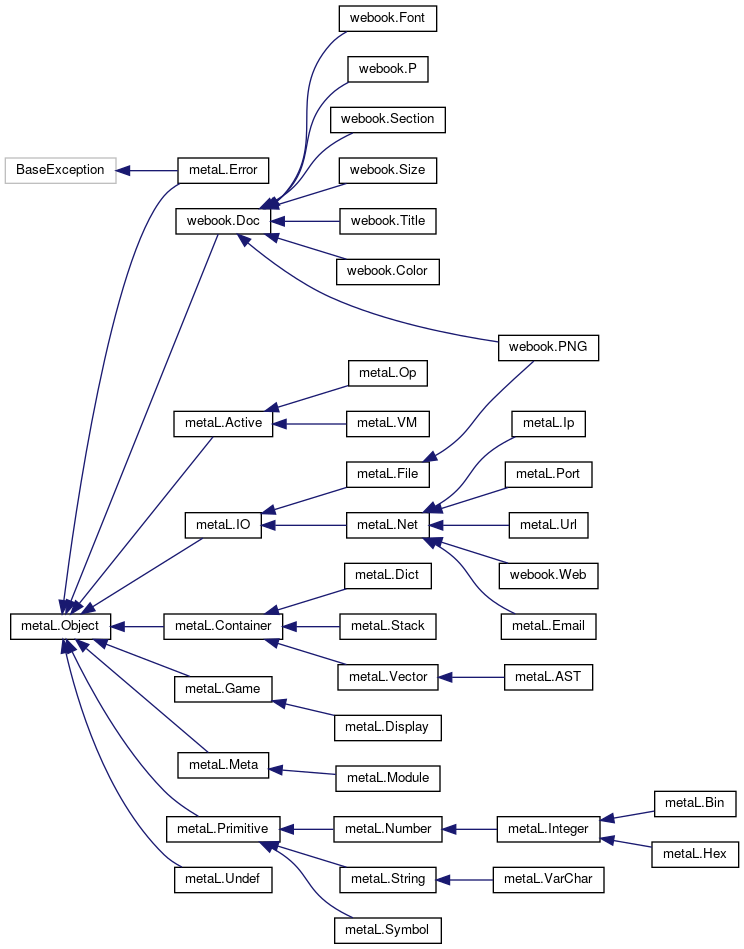 webook.Font
webook.P
webook.Section
BaseException
metaL.Error
webook.Size
webook.Doc
webook.Title
webook.Color
webook.PNG
metaL.Op
metaL.Active
metaL.VM
metaL.Ip
metaL.File
metaL.Port
metaL.IO
metaL.Net
metaL.Url
metaL.Dict
webook.Web
metaL.Object
metaL.Container
metaL.Stack
metaL.Email
metaL.Vector
metaL.AST
metaL.Game
metaL.Display
metaL.Meta
metaL.Module
metaL.Bin
metaL.Primitive
metaL.Number
metaL.Integer
metaL.Hex
metaL.Undef
metaL.String
metaL.VarChar
metaL.Symbol